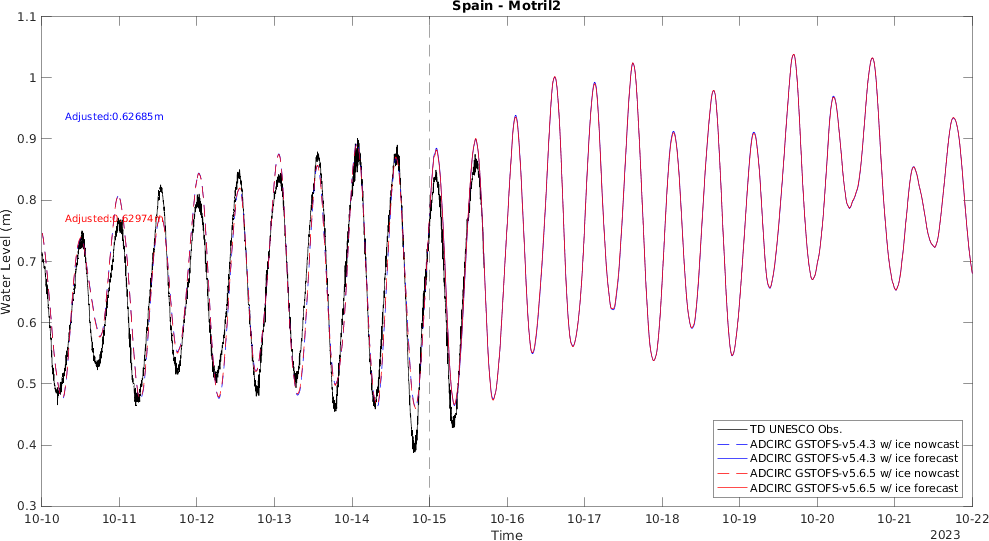 Spain - Motril2
1.1
1
0.9
0.8
0.7
0.6
0.5
0.4
0.3
Water Level (m)
Adjusted:0.62685m
Adjusted:0.62974m
TD UNESCO Obs.
ADCIRC GSTOFS-v5.4.3 w/ ice nowcast
ADCIRC GSTOFS-v5.4.3 w/ ice forecast
ADCIRC GSTOFS-v5.6.5 w/ ice nowcast
ADCIRC GSTOFS-v5.6.5 w/ ice forecast
10-10 10-11 10-12 10-13 10-14 10-15 10-16 10-17 10-18 10-19 10-20 10-21 10-22
Time
2023